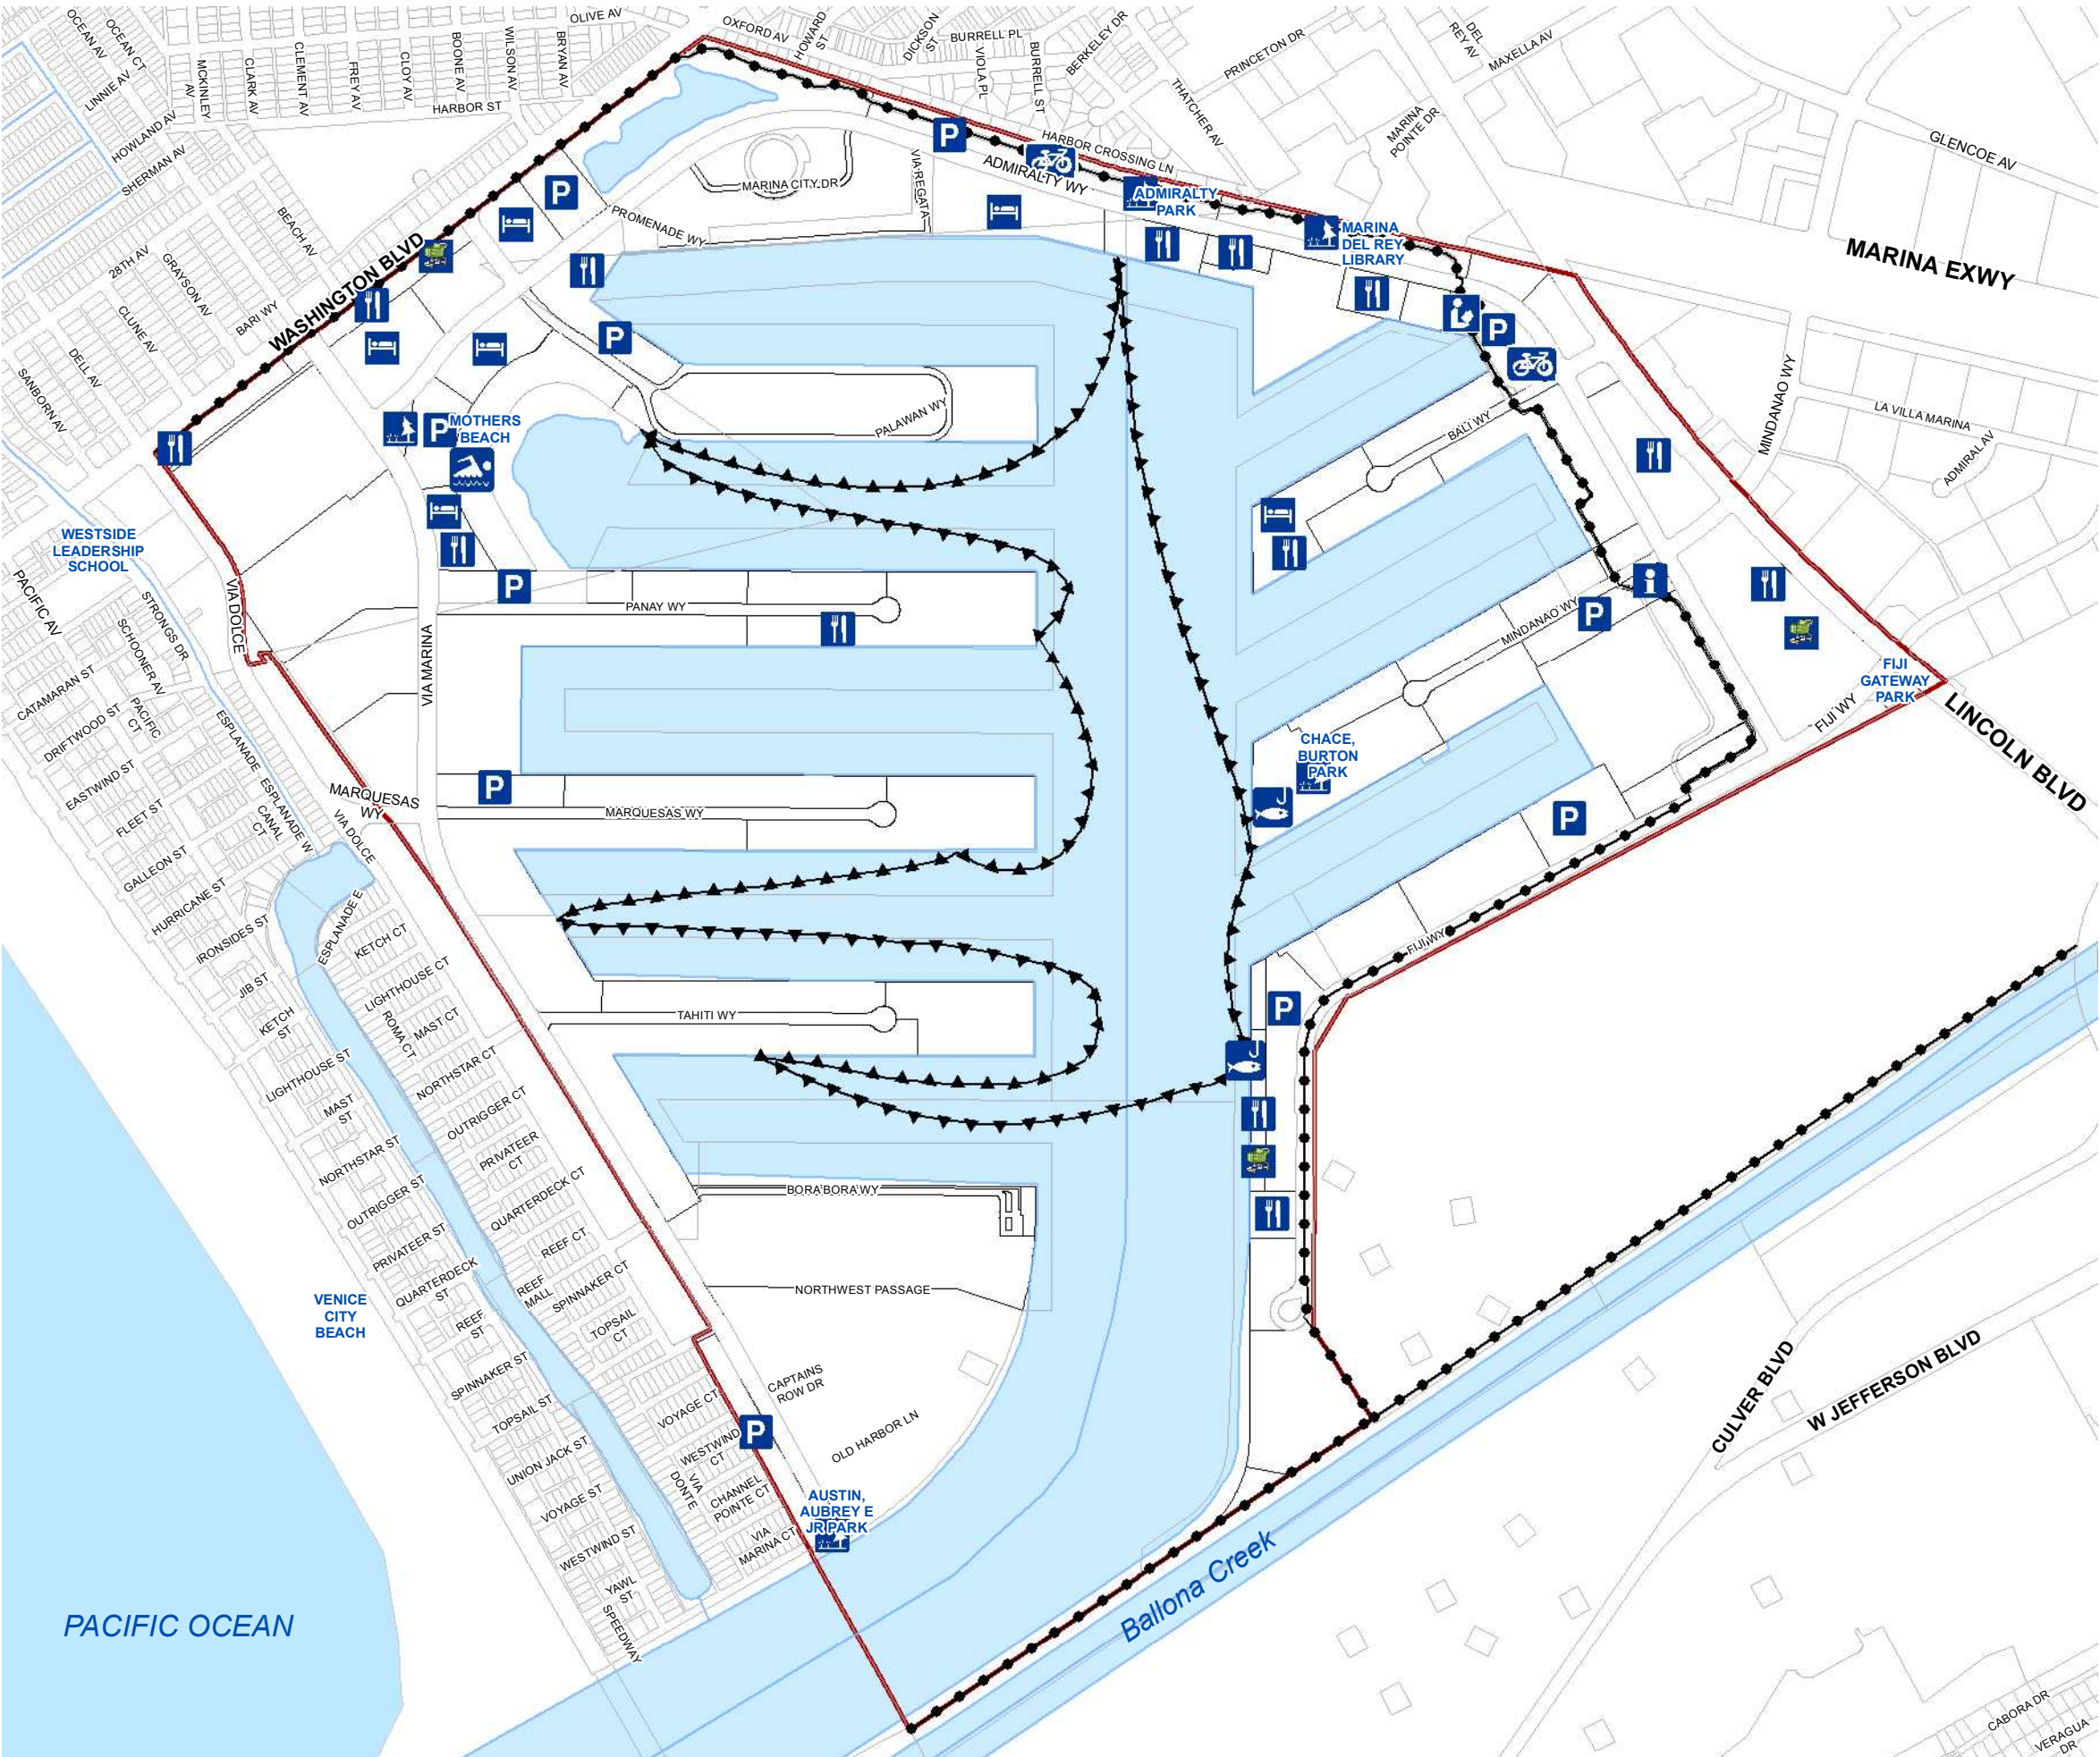 OCEAN AV
OCEAN CT
LINNIE AV
HOWLAND AV
SHERMAN AV
MCKINLEY
AV
CLARK AV
CLEMENT AV
FREY AV
CLOY AV
BOONE AV
WILSON AV
BRYAN AV
OLIVE AV
HARBOR ST
OXFORD AV
HOWARD
ST
DICKSON
ST
BURRELL PL
VIOLA PL
BURRELL ST
BERKELEY DR
THATCHER AV
PRINCETON DR
DEL
REY AV
MAXELLA AV
MARINA
POINTE DR
GLENCOE AV
MARINA EXWY
HARBOR CROSSING LN
ADMIRALTY WY
VIA REGATA
MARINA CITY DR
PROMENADE WY
P
P
ADMIRALTY
PARK
MARINA
DEL REY
LIBRARY
BEACH AV
28TH AV
GRAYSON AV
CLUNE AV
BARI WY
DELL AV
SANBORN AV
WASHINGTON BLVD
P
P
P
MOTHERS
BEACH
PALAWAN WY
BALI WY
MINDANAO WY
LA VILLA MARINA
ADMIRAL AV
WESTSIDE
LEADERSHIP
SCHOOL
PACIFIC AV
STRONGS DR
SCHOONER AV
VIA DOLCE
VIA MARINA
P
PANAY WY
MINDANAO WY
P
i
FIJI
GATEWAY
PARK
FIJI WY
LINCOLN BLVD
CATAMARAN ST
DRIFTWOOD ST
PACIFIC
CT
EASTWIND ST
FLEET ST
ESPLANADE
ESPLANADE W
CANAL
CT
GALLEON ST
HURRICANE ST
IRONSIDES ST
JIB ST
KETCH
ST
MARQUESAS
WY
VIA DOLCE
P
MARQUESAS WY
CHACE,
BURTON
PARK
P
FIJI WY
P
ESPLANADE E
KETCH CT
LIGHTHOUSE CT
ROMA CT
MAST CT
NORTHSTAR CT
OUTRIGGER CT
PRIVATEER
CT
QUARTERDECK CT
REEF CT
REEF
MALL
SPINNAKER CT
TOPSAIL
CT
TAHITI WY
LIGHTHOUSE ST
MAST
ST
NORTHSTAR ST
OUTRIGGER ST
PRIVATEER ST
QUARTERDECK
ST
REEF
ST
SPINNAKER ST
TOPSAIL ST
UNION JACK ST
VOYAGE ST
WESTWIND ST
YAWL
ST
SPEEDWAY
BORA BORA WY
NORTHWEST PASSAGE
VENICE
CITY
BEACH
CAPTAINS
ROW DR
OLD HARBOR LN
VOYAGE CT
WESTWIND
CT
VIA
DONTE
CHANNEL
POINTE CT
VIA
MARINA CT
P
AUSTIN,
AUBREY E
JR PARK
CULVER BLVD
W JEFFERSON BLVD
Ballona Creek
PACIFIC OCEAN
CABORA DR
VERAGUA
DR